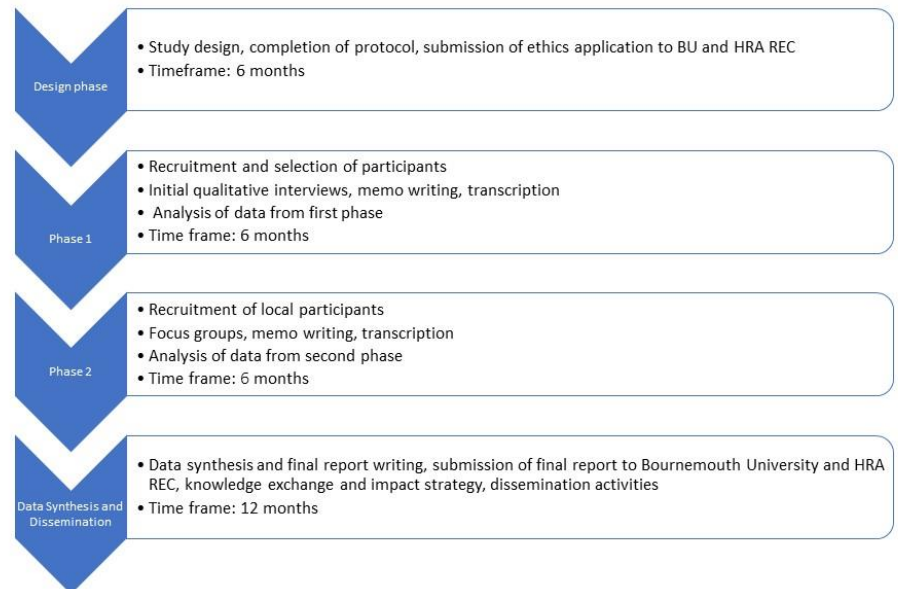 Design phase
• Study design, completion of protocol, submission of ethics application to BU and HRA REC
• Timeframe: 6 months
Phase 1
• Recruitment and selection of participants
• Initial qualitative interviews, memo writing, transcription
• Analysis of data from first phase
• Time frame: 6 months
Phase 2
• Recruitment of local participants
• Focus groups, memo writing, transcription
• Analysis of data from second phase
• Time frame: 6 months
Data Synthesis and
Dissemination
• Data synthesis and final report writing, submission of final report to Bournemouth University and HRA
REC, knowledge exchange and impact strategy, dissemination activities
• Time frame: 12 months